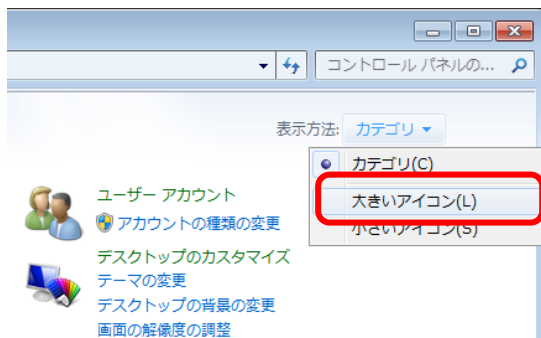 コントロール パネルの...
表示方法: カテゴリ
カテゴリ(C)
大きいアイコン(L)
小さいアイコン(S)
ユーザー アカウント
アカウントの種類の変更
デスクトップのカスタマイズ
テーマの変更
デスクトップの背景の変更
画面の解像度の調整